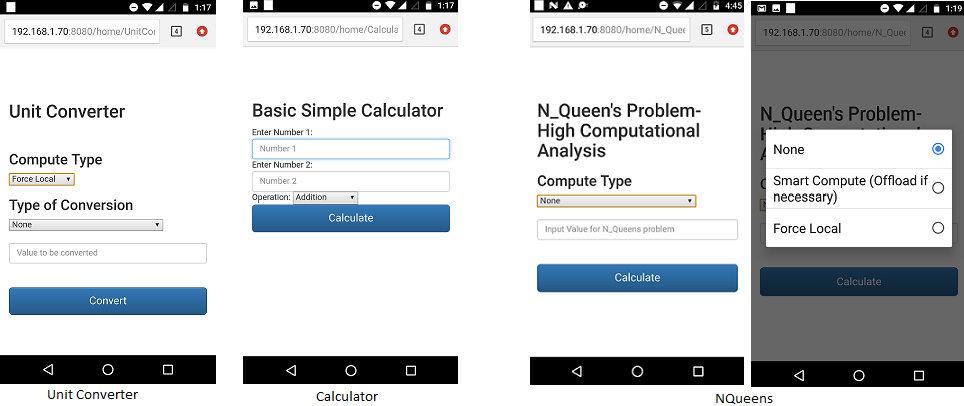 1:17
192.168.1.70:8080/home/UnitCor
4
Unit Converter
Compute Type
Force Local
Type of Conversion
None
Value to be converted
Convert
Unit Converter
1:17
192.168.1.70:8080/home/Calcula
4
Basic Simple Calculator
Enter Number 1:
Number 1
Enter Number 2:
Number 2
Operation: Addition
Calculate
Calculator
4:45
192.168.1.70:8080/home/N_Quee
5
N_Queen's Problem-
High Computational
Analysis
Compute Type
None
Input Value for N_Queens problem
Calculate
1:19
192.168.1.70:8080/home/N_Quee
4
N_Queen's Problem-
None
Smart Compute (Offload if
necessary)
Force Local
Calculate
NQueens